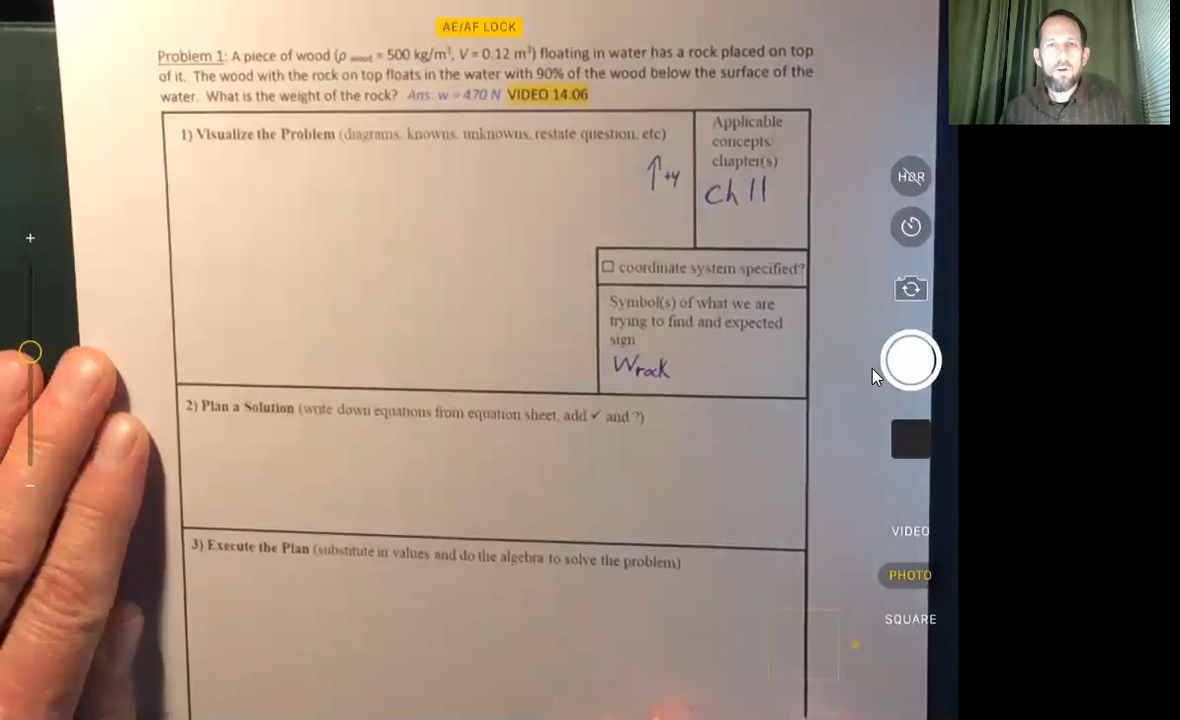 AE/AF LOCK
Problem 1: A piece of wood (ρ wood = 500 kg/m³, V = 0.12 m³) floating in water has a rock placed on top
of it. The wood with the rock on top floats in the water with 90% of the wood below the surface of the
water. What is the weight of the rock? Ans: w = 470 N VIDEO 14.06
1) Visualize the Problem (diagrams, knowns, unknowns, restate question, etc)
↑+y
Applicable
concepts/
chapter(s)
Ch 11
HDR
☐ coordinate system specified?
Symbol(s) of what we are
trying to find and expected
sign
Wrock
2) Plan a Solution (write down equations from equation sheet, add ✓ and ?)
3) Execute the Plan (substitute in values and do the algebra to solve the problem)
VIDEO
PHOTO
SQUARE